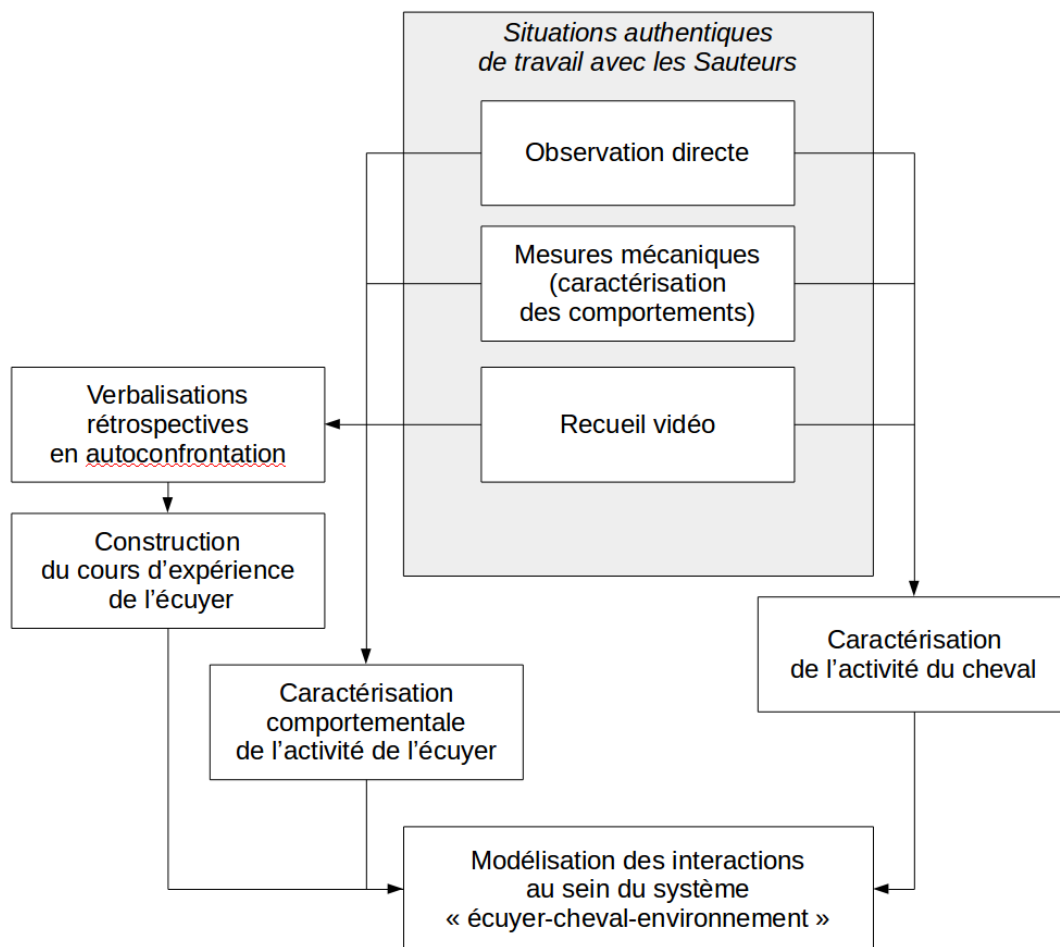 Situations authentiques
de travail avec les Sauteurs
Observation directe
Mesures mécaniques
(caractérisation
des comportements)
Verbalisations
rétrospectives
en autoconfrontation
Recueil vidéo
Construction
du cours d’expérience
de l’écuyer
Caractérisation
de l’activité du cheval
Caractérisation
comportementale
de l’activité de l’écuyer
Modélisation des interactions
au sein du système
« écuyer-cheval-environnement »